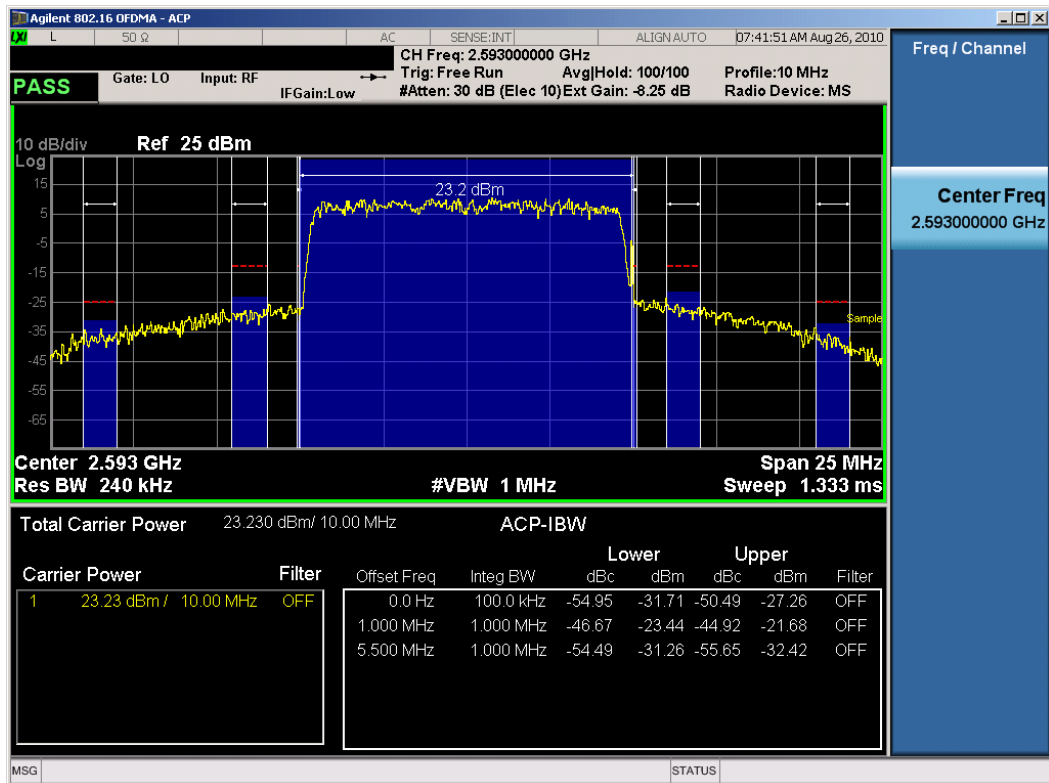 Agilent 802.16 OFDMA - ACP
LXI L 50 Ω AC SENSE:INT ALIGN AUTO 07:41:51 AM Aug 26, 2010
CH Freq: 2.593000000 GHz
PASS Gate: LO Input: RF Trig: Free Run Avg|Hold: 100/100 Profile:10 MHz
IFGain:Low #Atten: 30 dB (Elec 10) Ext Gain: -8.25 dB Radio Device: MS
10 dB/div Ref 25 dBm
Log
15
5
-5
-15
-25
-35
-45
-55
-65
23.2 dBm
Sample
Center 2.593 GHz Span 25 MHz
Res BW 240 kHz #VBW 1 MHz Sweep 1.333 ms
Total Carrier Power 23.230 dBm/ 10.00 MHz ACP-IBW
Lower Upper
Carrier Power Filter Offset Freq Integ BW dBc dBm dBc dBm Filter
1 23.23 dBm / 10.00 MHz OFF 0.0 Hz 100.0 kHz -54.95 -31.71 -50.49 -27.26 OFF
1.000 MHz 1.000 MHz -46.67 -23.44 -44.92 -21.68 OFF
5.500 MHz 1.000 MHz -54.49 -31.26 -55.65 -32.42 OFF
MSG STATUS
Freq / Channel
Center Freq
2.593000000 GHz